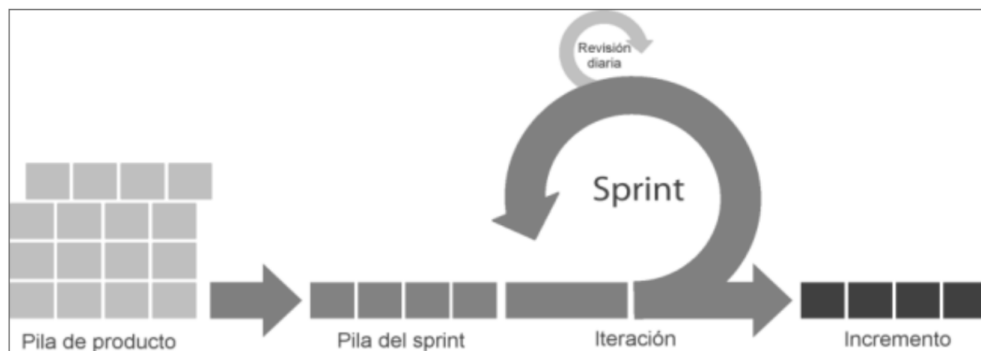 Revisión
diaria
Sprint
Pila de producto
Pila del sprint
Iteración
Incremento